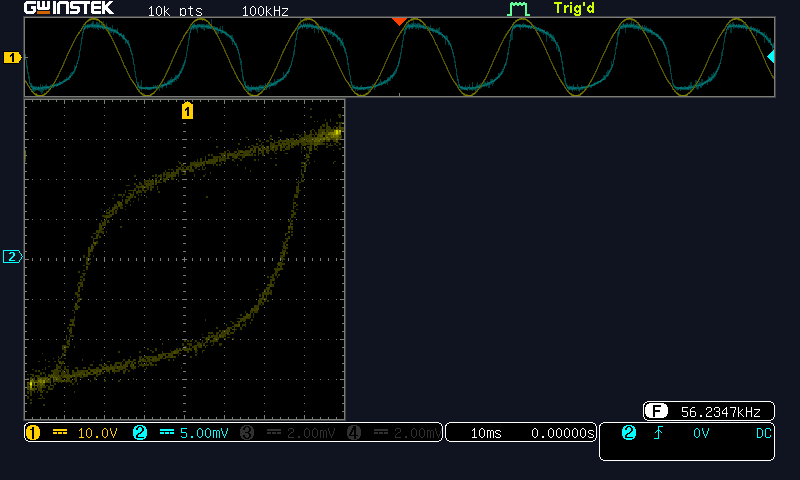 GWINSTEK 10k pts 100kHz Trig'd
1
1
2
F 56.2347kHz
1 10.0V 2 5.00mV 3 2.00mV 4 2.00mV 10ms 0.00000s 2 0V DC